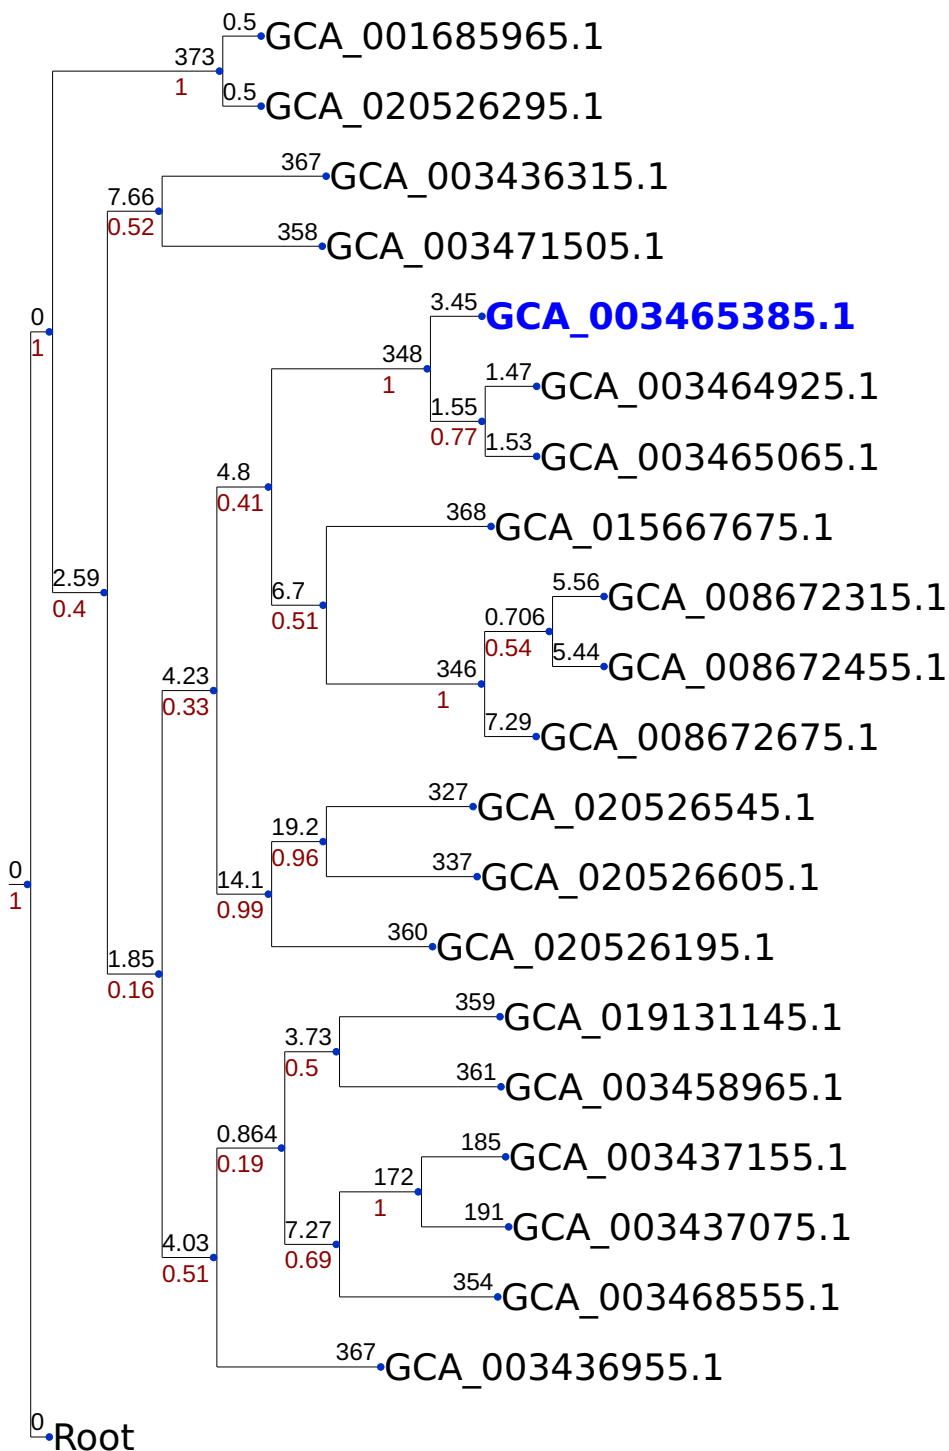 0.5
GCA_001685965.1
373
1
0.5
GCA_020526295.1
367
GCA_003436315.1
7.66
0.52
358
GCA_003471505.1
3.45
GCA_003465385.1
0
1
348
1
1.47
GCA_003464925.1
1.55
0.77
1.53
GCA_003465065.1
4.8
0.41
368
GCA_015667675.1
2.59
0.4
6.7
0.51
5.56
GCA_008672315.1
0.706
0.54
5.44
GCA_008672455.1
4.23
0.33
346
1
7.29
GCA_008672675.1
327
GCA_020526545.1
19.2
0.96
337
GCA_020526605.1
0
1
14.1
0.99
360
GCA_020526195.1
1.85
0.16
359
GCA_019131145.1
3.73
0.5
361
GCA_003458965.1
0.864
0.19
185
GCA_003437155.1
172
1
191
GCA_003437075.1
7.27
0.69
4.03
0.51
354
GCA_003468555.1
367
GCA_003436955.1
0
Root